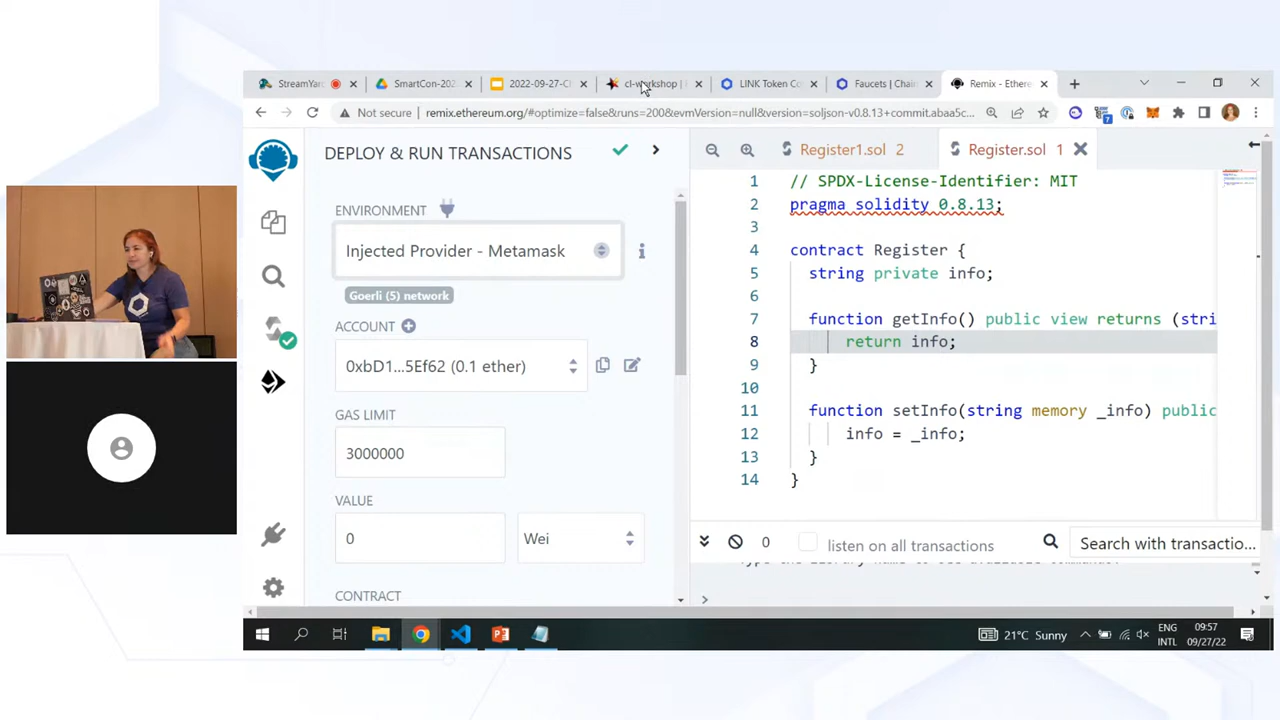 StreamYard
SmartCon-202
2022-09-27-C
cl-workshop |
LINK Token Co
Faucets | Chain
Remix - Ethere
Not secure
remix.ethereum.org/#optimize=false&runs=200&evmVersion=null&version=soljson-v0.8.13+commit.abaa5c...
7
DEPLOY & RUN TRANSACTIONS
ENVIRONMENT
Injected Provider - Metamask
i
Goerli (5) network
ACCOUNT
0xbD1...5Ef62 (0.1 ether)
GAS LIMIT
3000000
VALUE
0
Wei
CONTRACT
Register1.sol 2
Register.sol 1
1 // SPDX-License-Identifier: MIT
2 pragma solidity 0.8.13;
3
4 contract Register {
5 string private info;
6
7 function getInfo() public view returns (stri
8 return info;
9 }
10
11 function setInfo(string memory _info) public
12 info = _info;
13 }
14 }
0
listen on all transactions
Search with transactio...
>
21°C Sunny
ENG
INTL
09:57
09/27/22